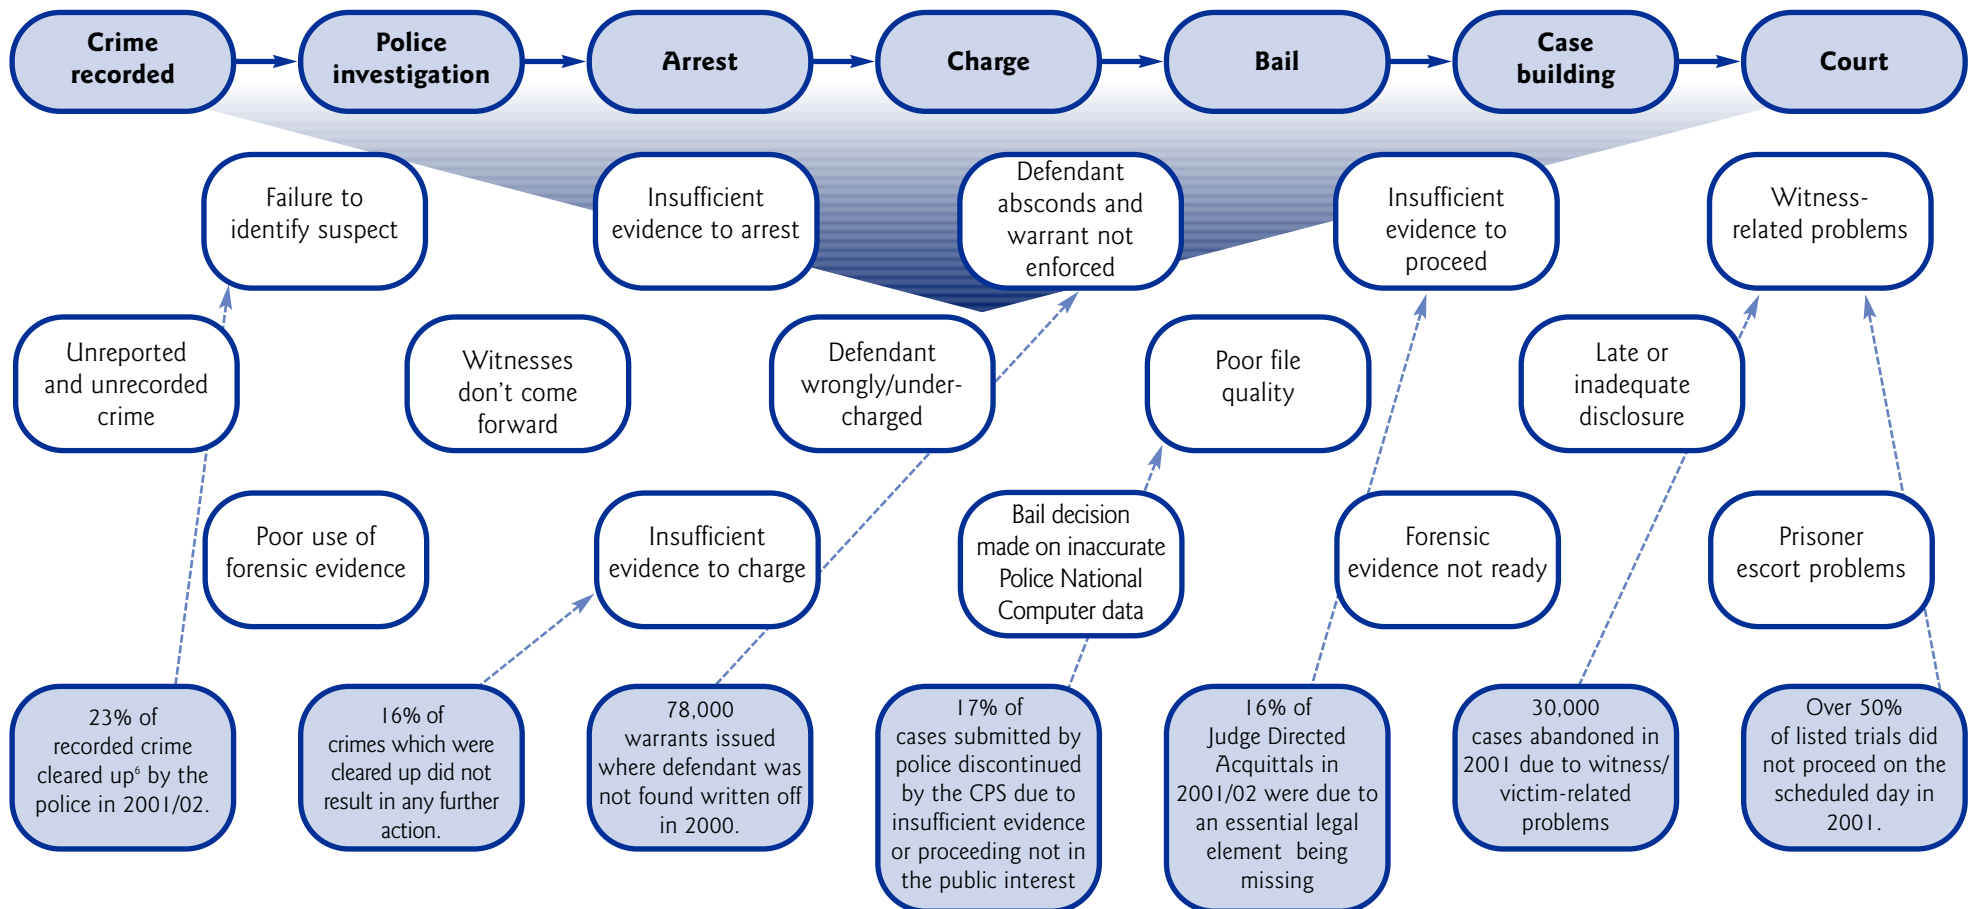 Crime
recorded
Police
investigation
Arrest
Charge
Bail
Case
building
Court
Failure to
identify suspect
Insufficient
evidence to arrest
Defendant
absconds and
warrant not
enforced
Insufficient
evidence to
proceed
Witness-
related problems
Unreported
and unrecorded
crime
Witnesses
don't come
forward
Defendant
wrongly/under-
charged
Poor file
quality
Late or
inadequate
disclosure
Poor use of
forensic evidence
Insufficient
evidence to charge
Bail decision
made on inaccurate
Police National
Computer data
Forensic
evidence not ready
Prisoner
escort problems
23% of
recorded crime
cleared up⁶ by the
police in 2001/02.
16% of
crimes which were
cleared up did not
result in any further
action.
78,000
warrants issued
where defendant was
not found written off
in 2000.
17% of
cases submitted by
police discontinued
by the CPS due to
insufficient evidence
or proceeding not in
the public interest
16% of
Judge Directed
Acquittals in
2001/02 were due to
an essential legal
element being
missing
30,000
cases abandoned in
2001 due to witness/
victim-related
problems
Over 50%
of listed trials did
not proceed on the
scheduled day in
2001.